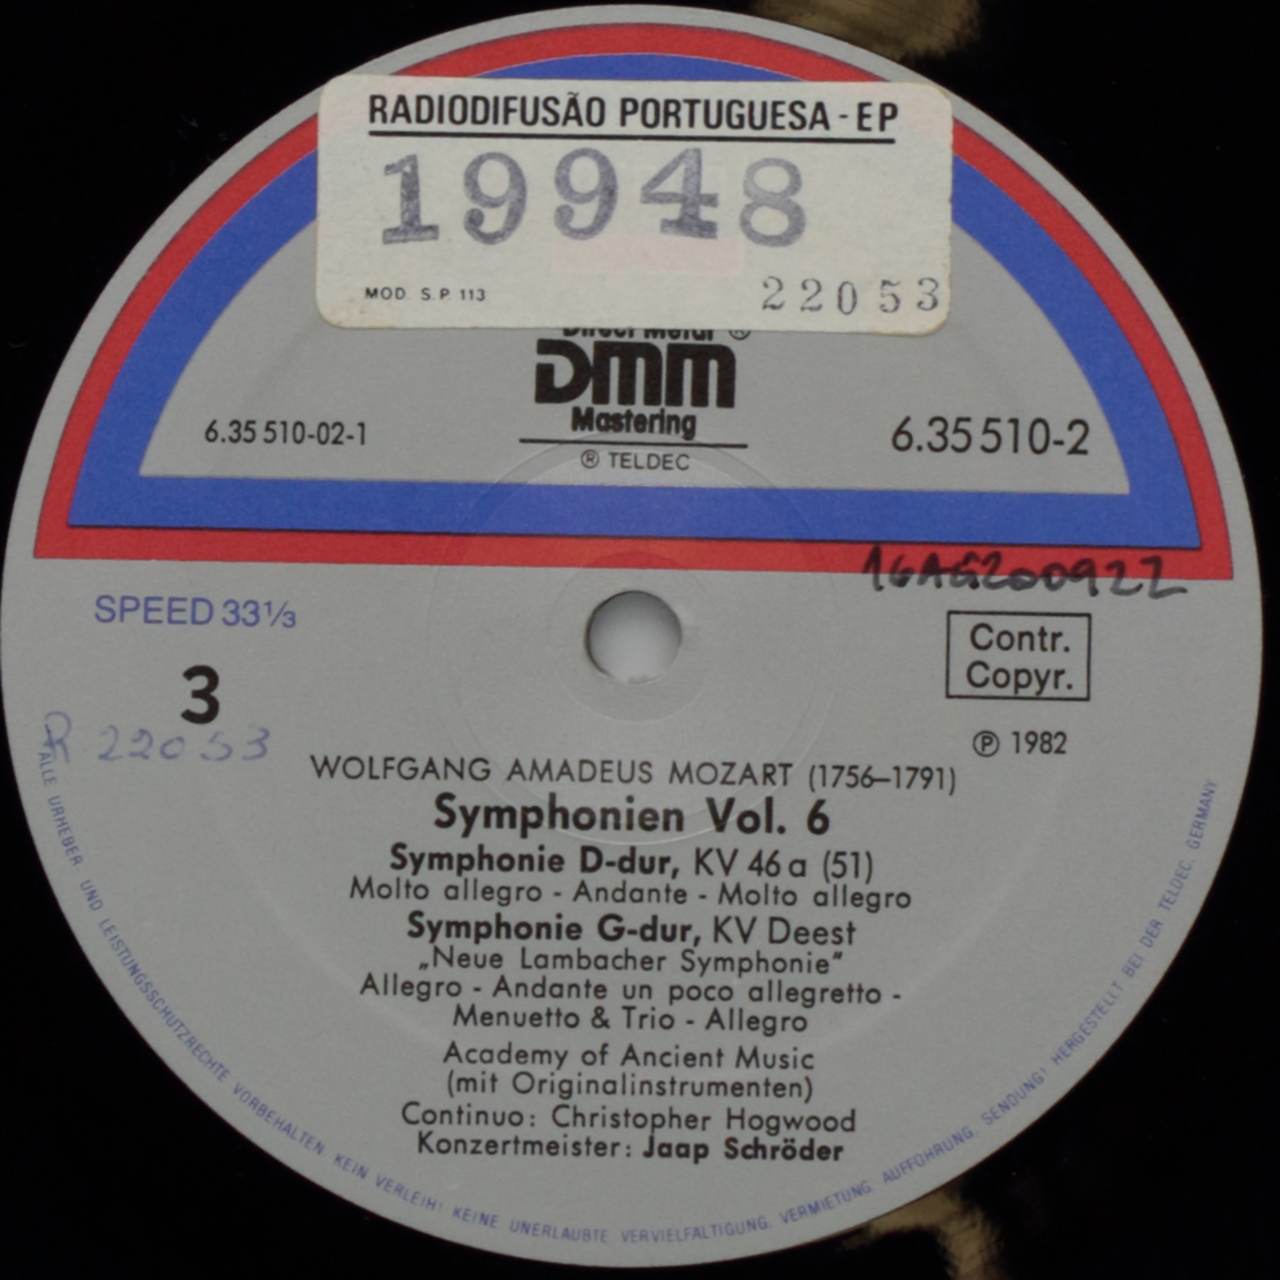 RADIODIFUSÃO PORTUGUESA - EP
19948
MOD. S.P. 113
22053
Direct Metal ®
DMM
Mastering
® TELDEC
6.35 510-02-1
6.35 510-2
16AG200922
SPEED 33⅓
3
R 22053
Contr.
Copyr.
℗ 1982
WOLFGANG AMADEUS MOZART (1756–1791)
Symphonien Vol. 6
Symphonie D-dur, KV 46a (51)
Molto allegro - Andante - Molto allegro
Symphonie G-dur, KV Deest
„Neue Lambacher Symphonie“
Allegro - Andante un poco allegretto -
Menuetto & Trio - Allegro
Academy of Ancient Music
(mit Originalinstrumenten)
Continuo: Christopher Hogwood
Konzertmeister: Jaap Schröder
ALLE URHEBER- UND LEISTUNGSSCHUTZRECHTE VORBEHALTEN. KEIN VERLEIH! KEINE UNERLAUBTE VERVIELFÄLTIGUNG, VERMIETUNG, AUFFÜHRUNG, SENDUNG! HERGESTELLT BEI DER TELDEC, GERMANY